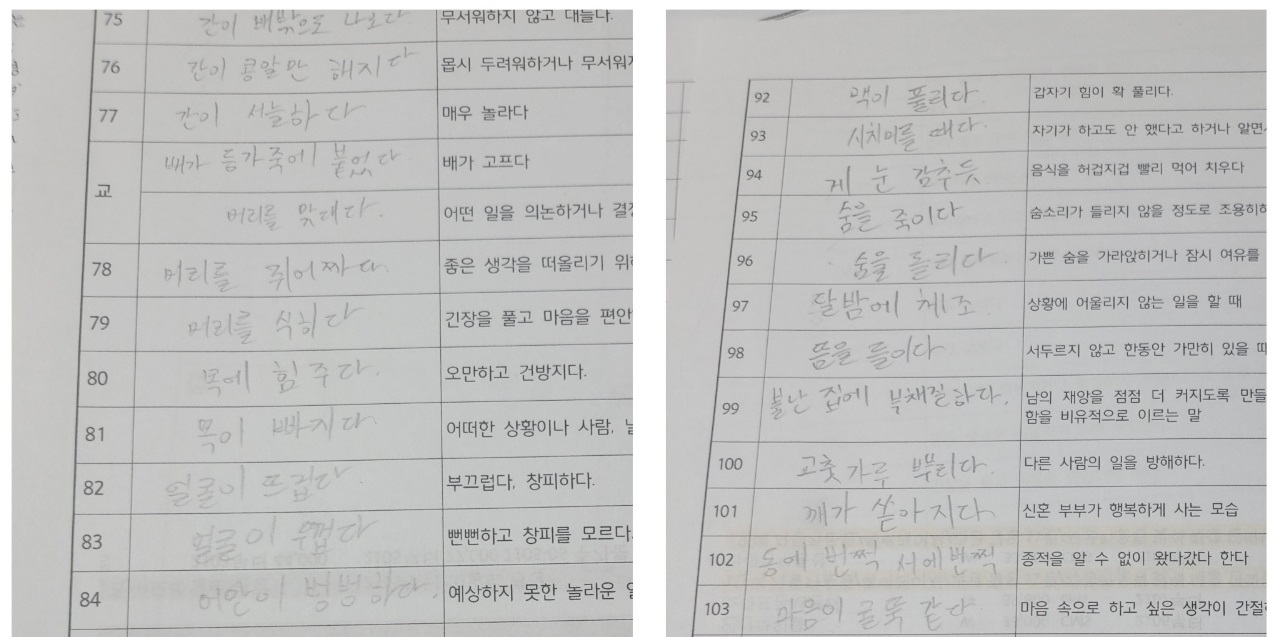 75 간이 배밖으로 나오다 무서워하지 않고 대들다.
76 간이 콩알만 해지다 몹시 두려워하거나 무서워
77 간이 서늘하다 매우 놀라다
교 배가 등가죽에 붙었다 배가 고프다
머리를 맞대다. 어떤 일을 의논하거나
78 머리를 쥐어짜다. 좋은 생각을 떠올리기
79 머리를 식히다 긴장을 풀고 마음을 편안
80 목에 힘 주다. 오만하고 건방지다.
81 목이 빠지다. 어떠한 상황이나 사람,
82 얼굴이 뜨겁다 부끄럽다, 창피하다.
83 얼굴이 두껍다 뻔뻔하고 창피를 모르다.
84 어안이 벙벙하다. 예상하지 못한 놀라운
92 맥이 풀리다. 갑자기 힘이 확 풀리다.
93 시치미를 떼다. 자기가 하고도 안 했다고 하거나 알면
94 게 눈 감추듯 음식을 허겁지겁 빨리 먹어 치우다
95 숨을 죽이다 숨소리가 들리지 않을 정도로 조용히
96 숨을 돌리다. 가쁜 숨을 가라앉히거나 잠시 여유를
97 달밤에 체조 상황에 어울리지 않는 일을 할 때
98 뜸을 들이다 서두르지 않고 한동안 가만히 있을
99 불난 집에 부채질하다. 남의 재앙을 점점 더 커지도록 만들
함을 비유적으로 이르는 말
100 고춧가루 뿌리다. 다른 사람의 일을 방해하다.
101 깨가 쏟아지다. 신혼 부부가 행복하게 사는 모습
102 동에 번쩍 서에번쩍 종적을 알 수 없이 왔다갔다 한다
103 마음이 굴뚝 같다. 마음 속으로 하고 싶은 생각이